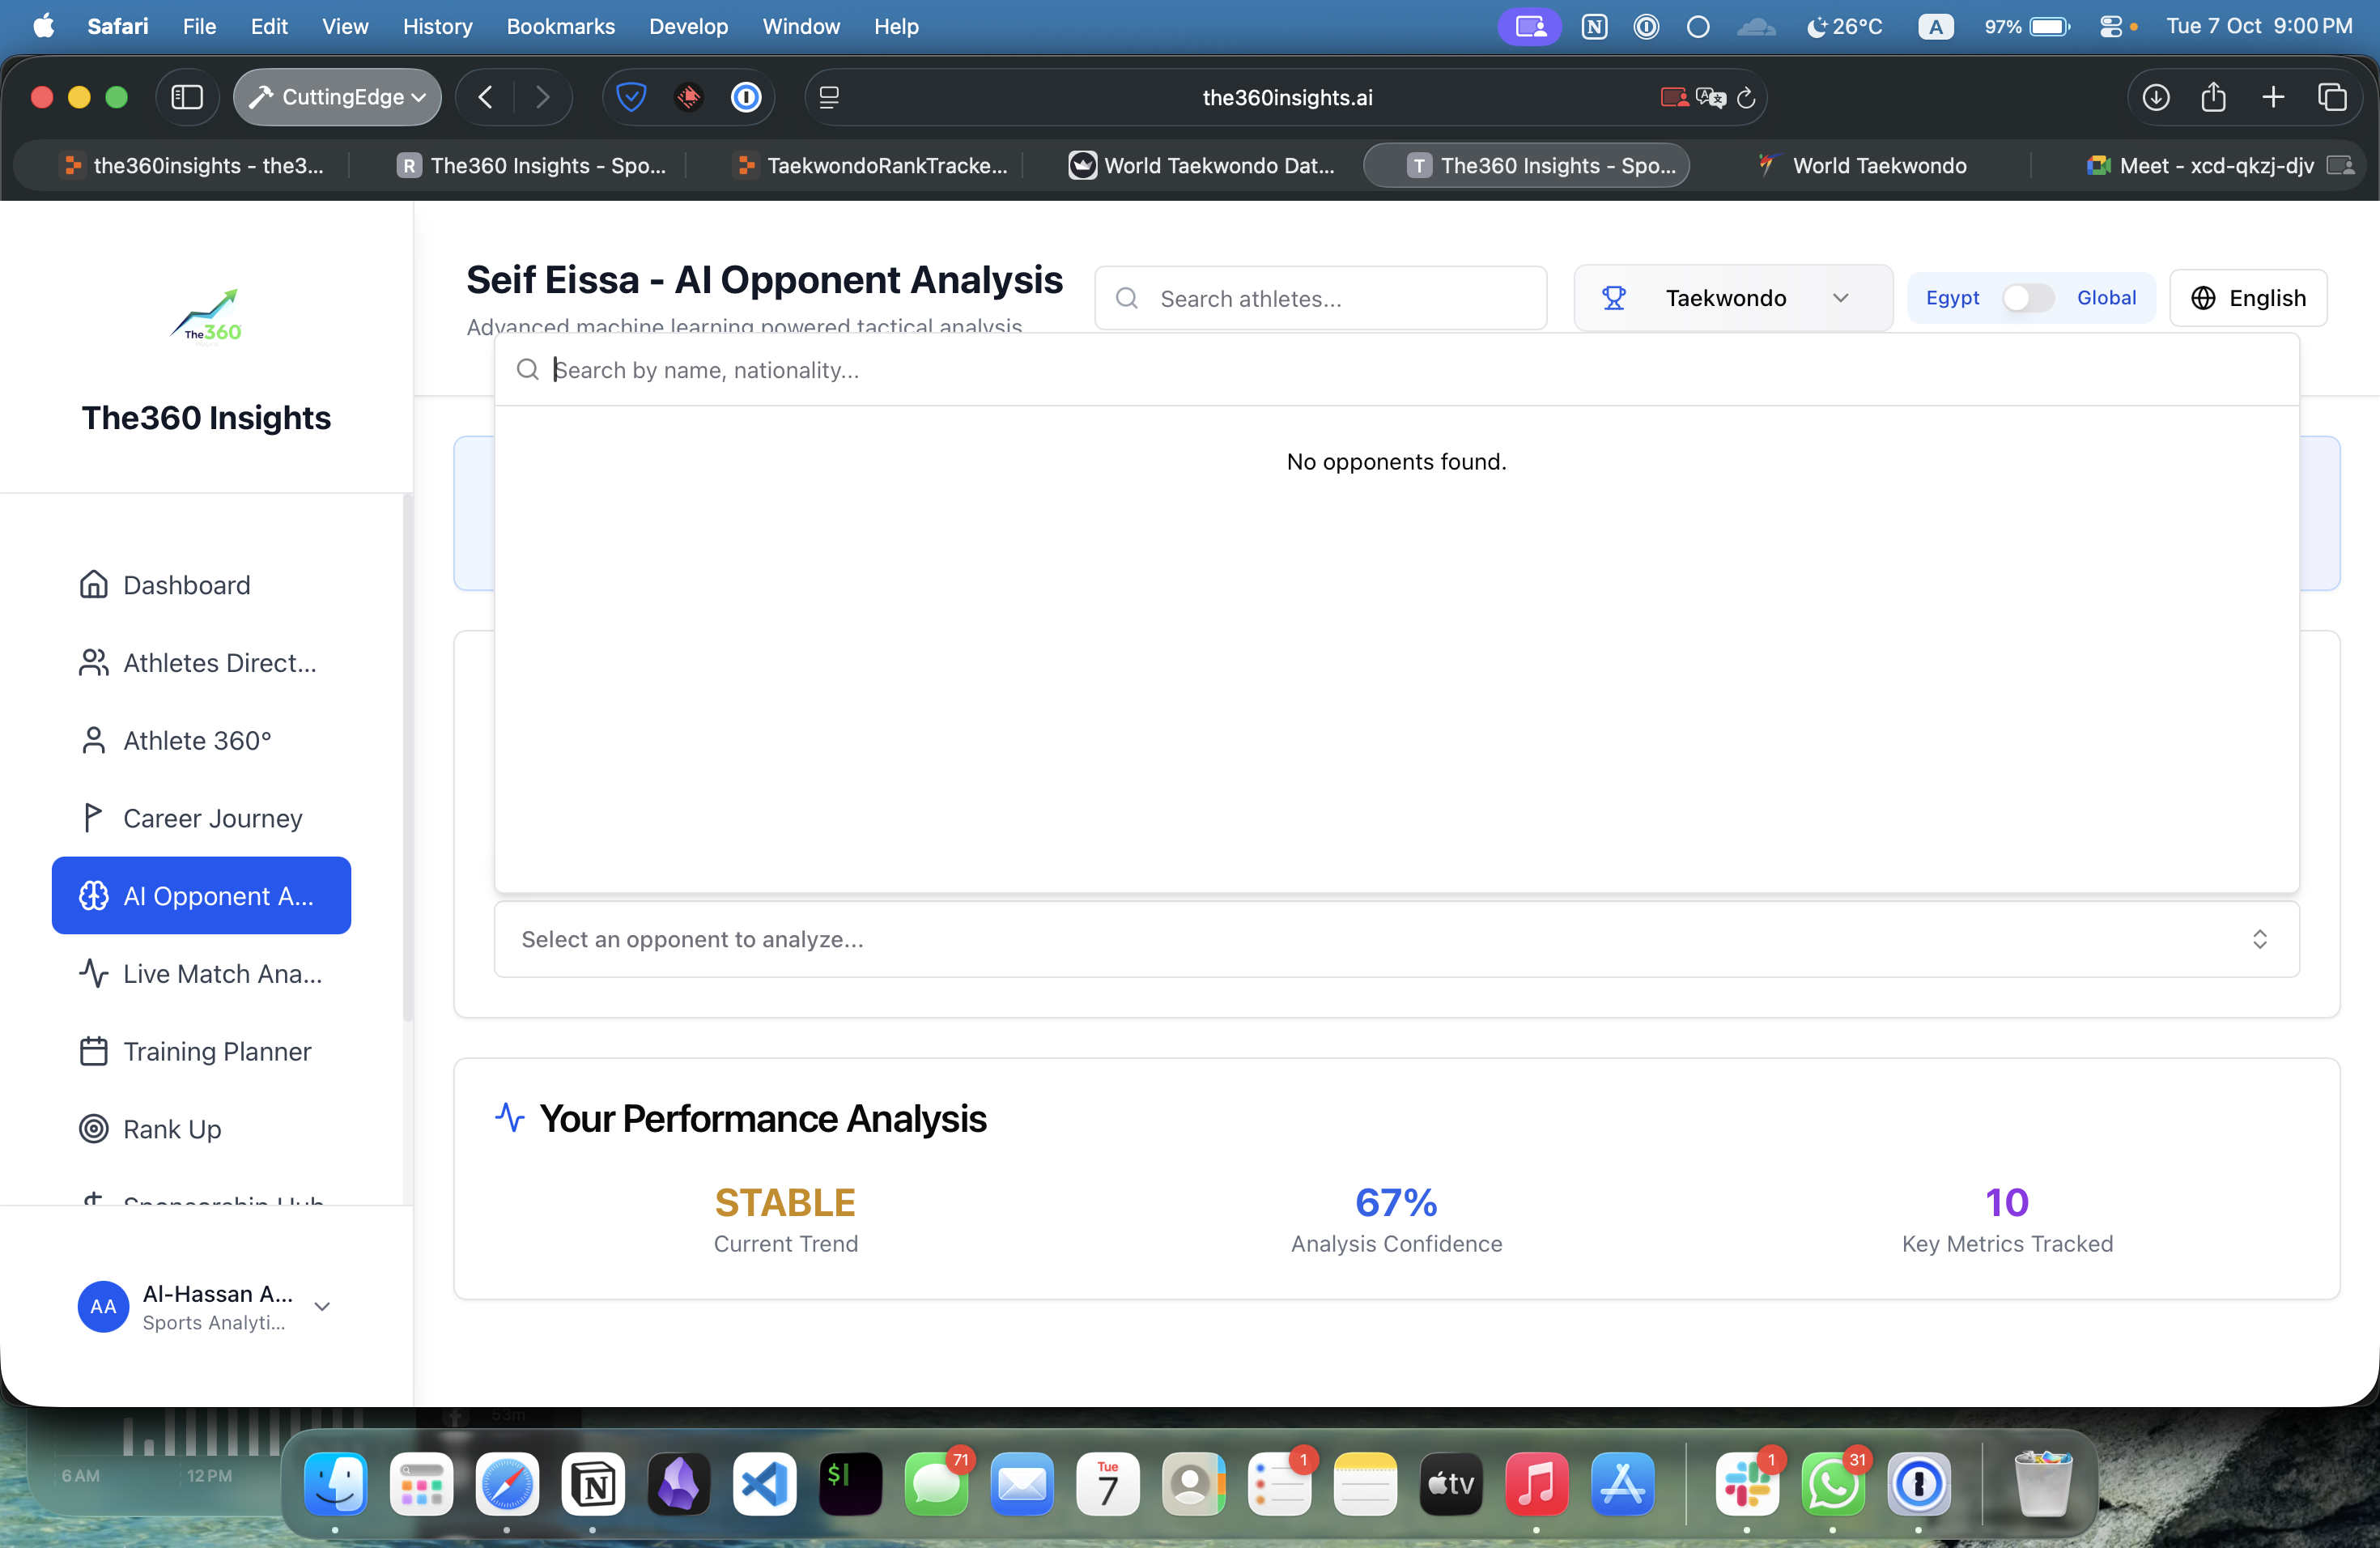 Safari File Edit View History Bookmarks Develop Window Help 26°C A 97% Tue 7 Oct 9:00 PM
CuttingEdge the360insights.ai
the360insights - the3... R The360 Insights - Spo... TaekwondoRankTracke... World Taekwondo Dat... T The360 Insights - Spo... World Taekwondo Meet - xcd-qkzj-djv
The360
The360 Insights
Dashboard
Athletes Direct...
Athlete 360°
Career Journey
AI Opponent A...
Live Match Ana...
Training Planner
Rank Up
Sponsorship Hub
AA Al-Hassan A...
Sports Analyti...
Seif Eissa - AI Opponent Analysis
Advanced machine learning powered tactical analysis
Search athletes...
Taekwondo
Egypt Global
English
Search by name, nationality...
No opponents found.
Select an opponent to analyze...
Your Performance Analysis
STABLE
Current Trend
67%
Analysis Confidence
10
Key Metrics Tracked
53m
6 AM 12 PM
$
71
Tue
7
1
tv
1
31